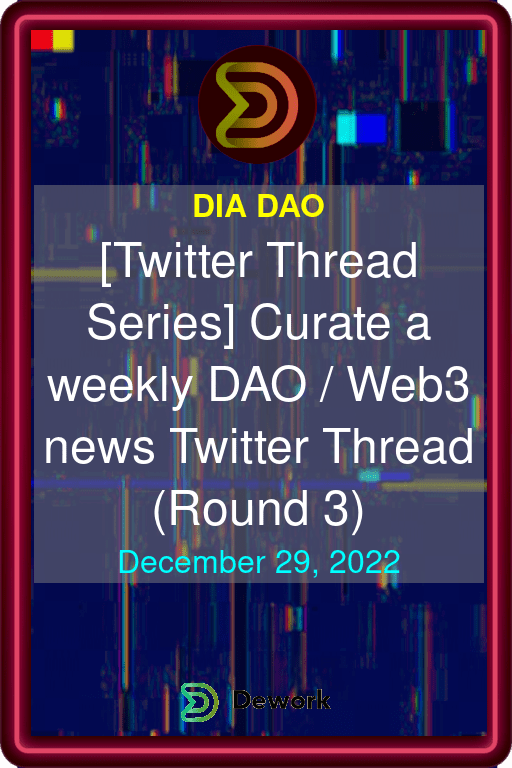 DIA DAO
[Twitter Thread
Series] Curate a
weekly DAO / Web3
news Twitter Thread
(Round 3)
December 29, 2022
Dework